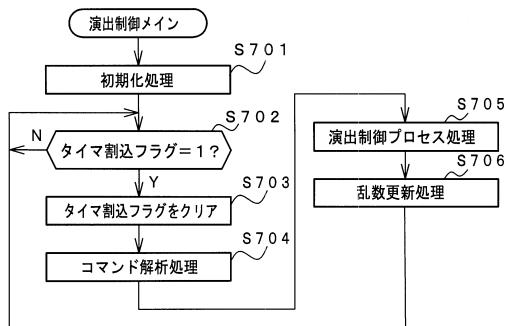 演出制御メイン
S701
初期化処理
S702
N
タイマ割込フラグ=1?
Y
S703
タイマ割込フラグをクリア
S704
コマンド解析処理
S705
演出制御プロセス処理
S706
乱数更新処理